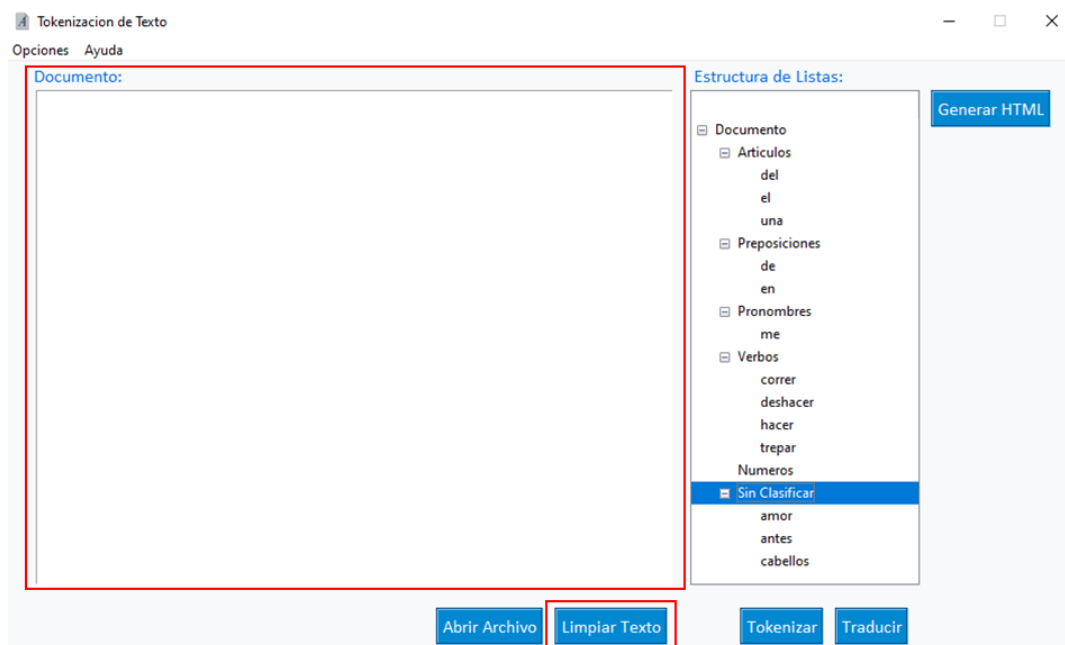 Tokenizacion de Texto
Opciones Ayuda
Documento:
Estructura de Listas:
Generar HTML
Documento
Articulos
del
el
una
Preposiciones
de
en
Pronombres
me
Verbos
correr
deshacer
hacer
trepar
Numeros
Sin Clasificar
amor
antes
cabellos
Abrir Archivo Limpiar Texto Tokenizar Traducir